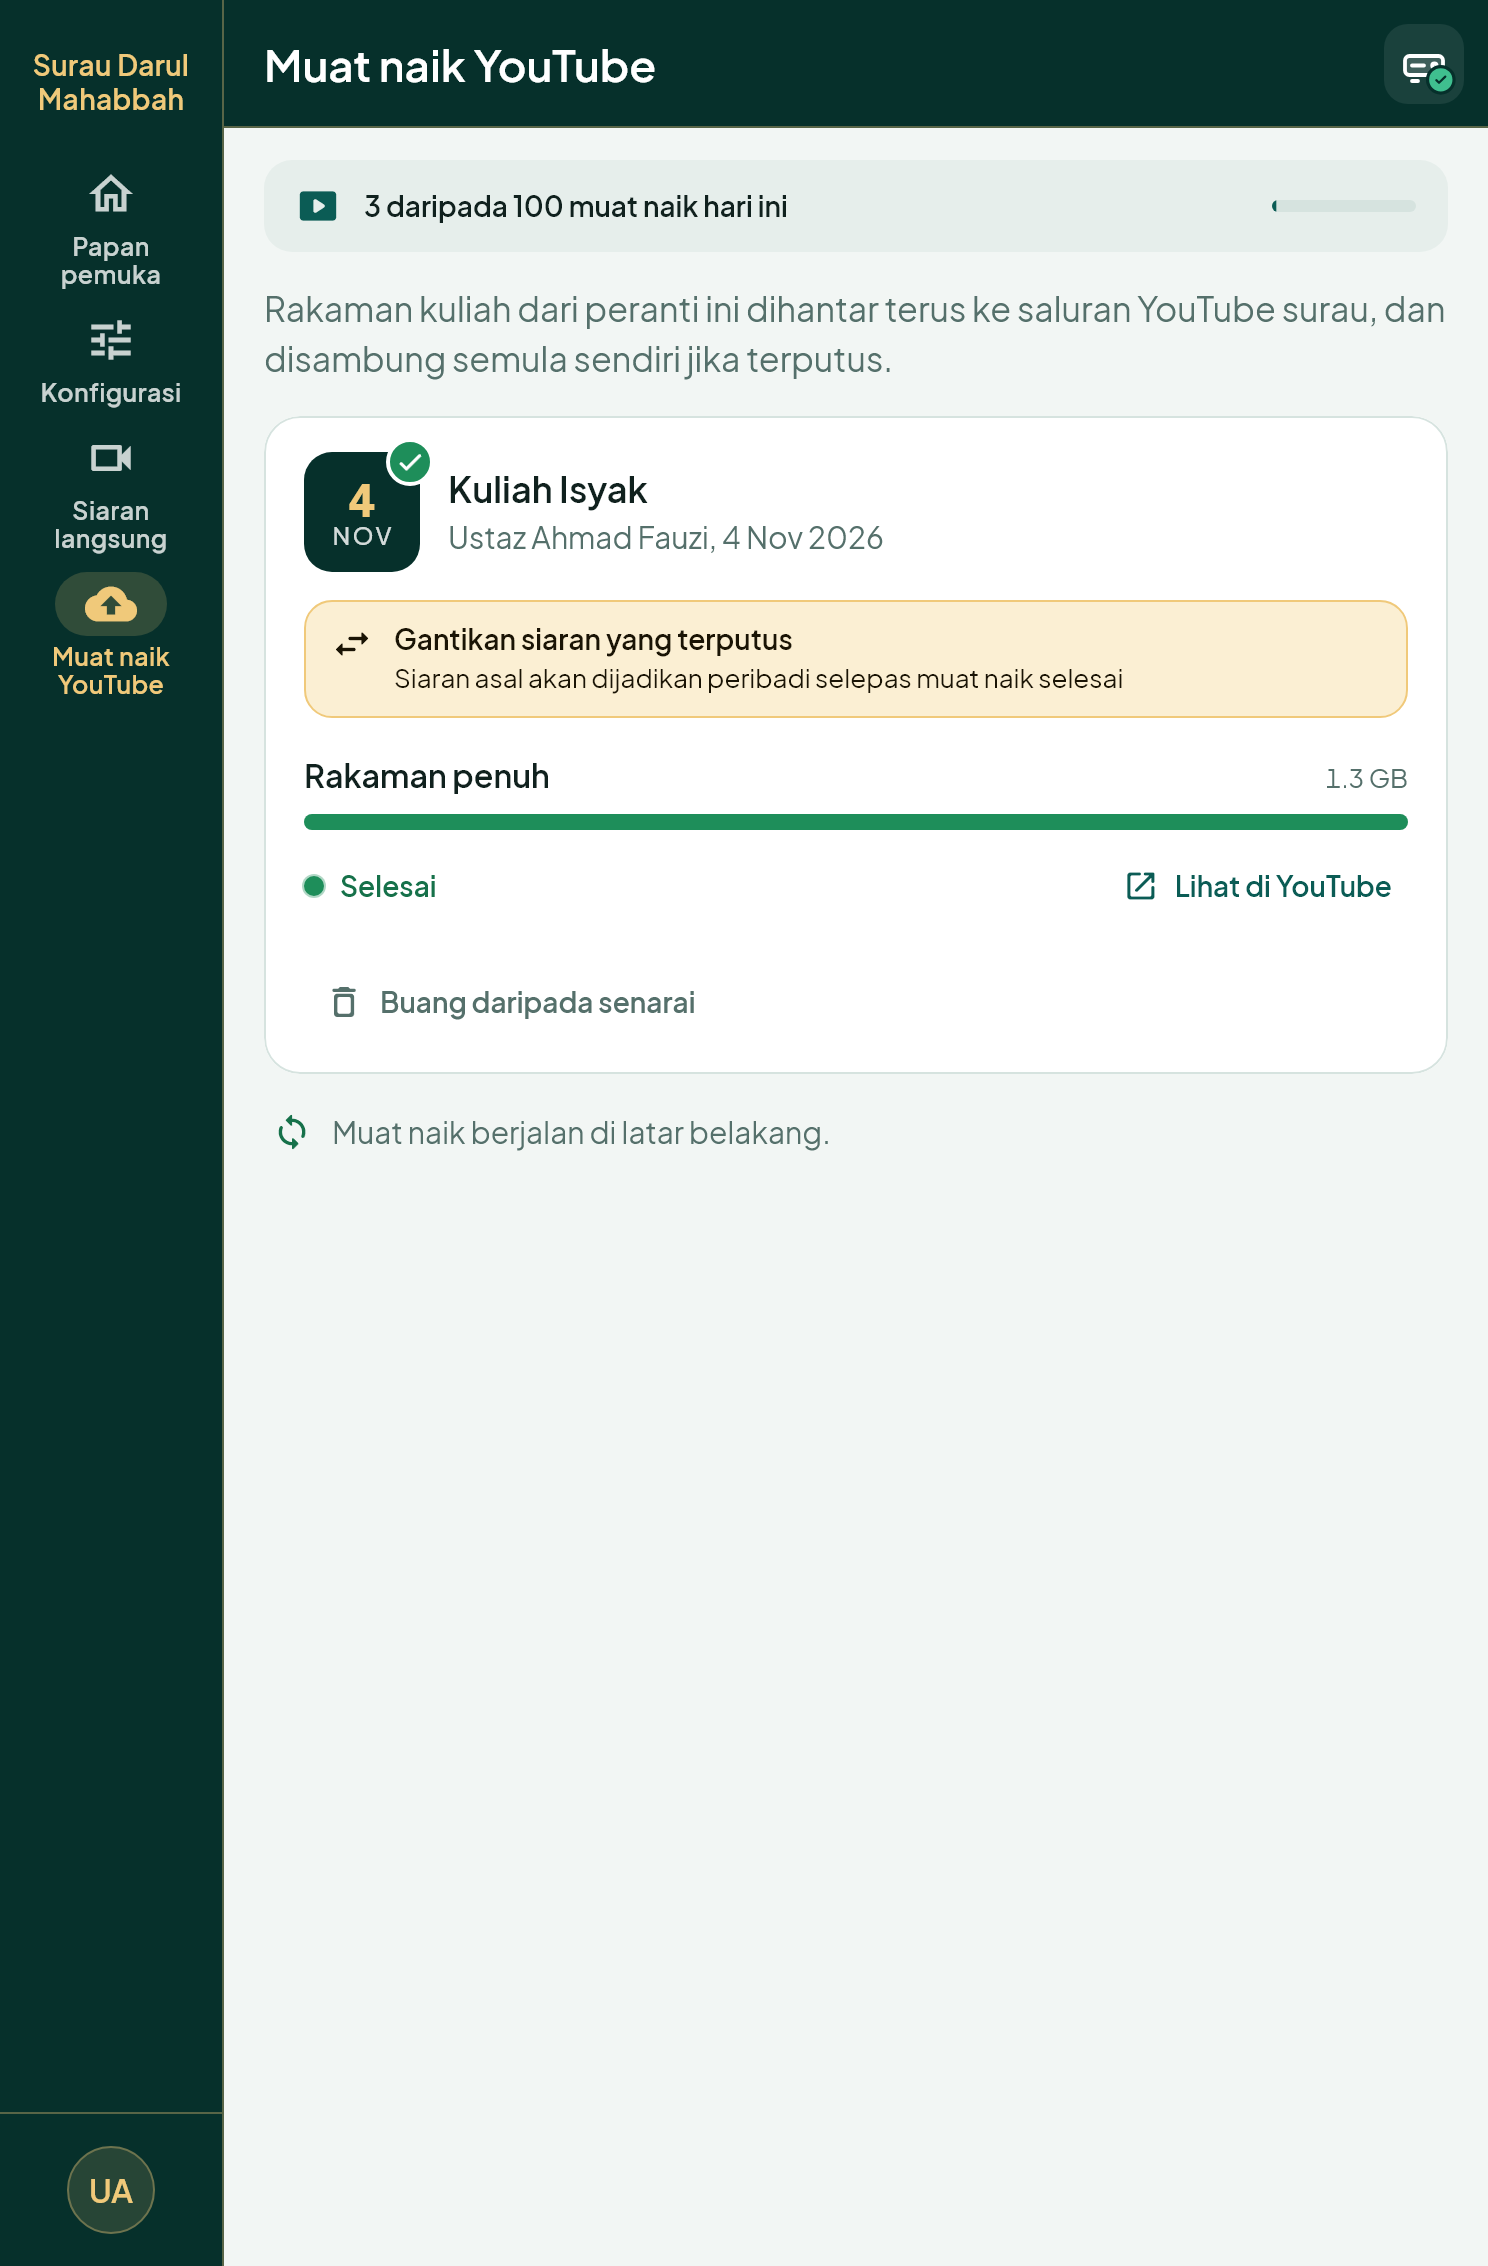 Surau Darul
Mahabbah
Papan
pemuka
Konfigurasi
Siaran
langsung
Muat naik
YouTube
UA
Muat naik YouTube
3 daripada 100 muat naik hari ini
Rakaman kuliah dari peranti ini dihantar terus ke saluran YouTube surau, dan
disambung semula sendiri jika terputus.
4
NOV
Kuliah Isyak
Ustaz Ahmad Fauzi, 4 Nov 2026
Gantikan siaran yang terputus
Siaran asal akan dijadikan peribadi selepas muat naik selesai
Rakaman penuh
1.3 GB
Selesai
Lihat di YouTube
Buang daripada senarai
Muat naik berjalan di latar belakang.